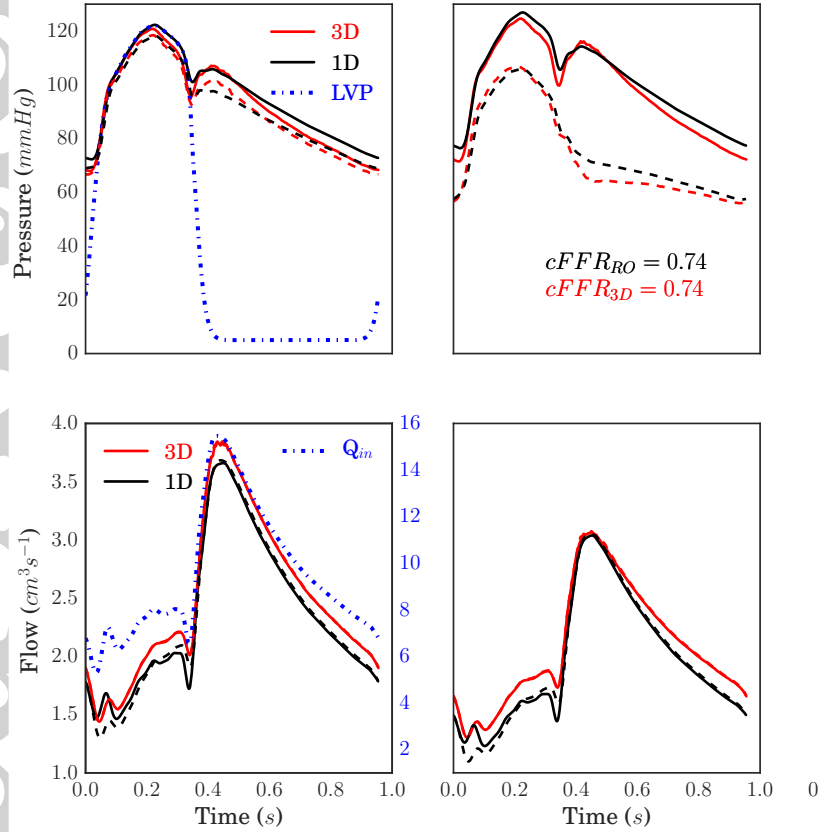 120
100
80
60
40
20
0
Pressure (mmHg)
3D
1D
LVP
cFFR_RO = 0.74
cFFR_3D = 0.74
4.0
3.5
3.0
2.5
2.0
1.5
1.0
Flow (cm³s⁻¹)
3D
1D
Q_in
16
14
12
10
8
6
4
2
0.0 0.2 0.4 0.6 0.8 1.0
Time (s)
0.0 0.2 0.4 0.6 0.8 1.0
Time (s)
0